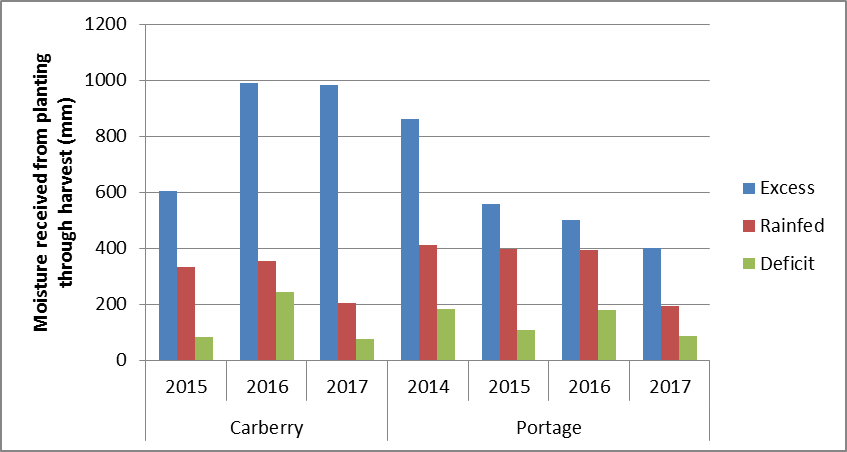 Moisture received from planting
through harvest (mm)
1200
1000
800
600
400
200
0
2015
2016
2017
2014
2015
2016
2017
Carberry
Portage
Excess
Rainfed
Deficit